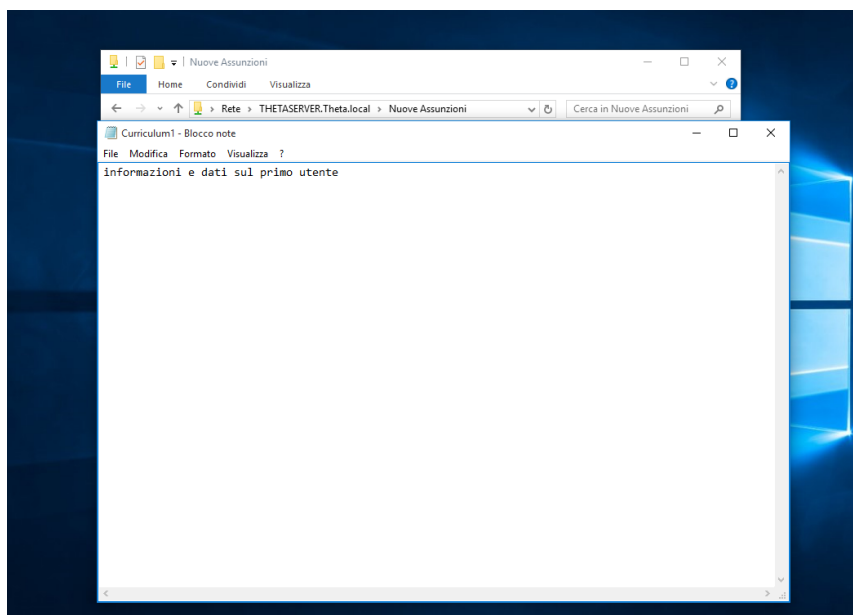 Nuove Assunzioni
File Home Condividi Visualizza
Rete > THETASERVER.Theta.local > Nuove Assunzioni Cerca in Nuove Assunzioni
Curriculum1 - Blocco note
File Modifica Formato Visualizza ?
informazioni e dati sul primo utente